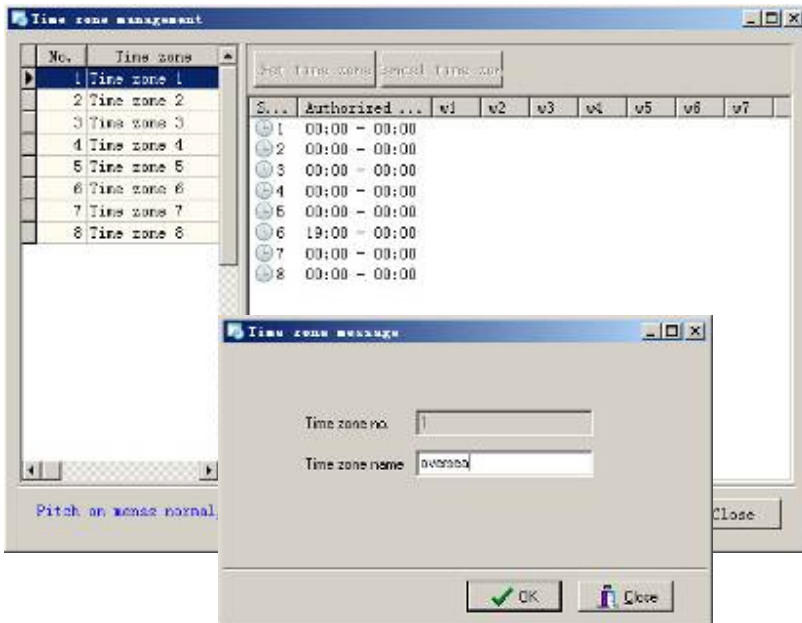 Time zone management
No. Time zone
1 Time zone 1
2 Time zone 2
3 Time zone 3
4 Time zone 4
5 Time zone 5
6 Time zone 6
7 Time zone 7
8 Time zone 8
Set time zone
S... Authorized ... w1 w2 w3 w4 w5 w6 w7
1 00:00 - 00:00
2 00:00 - 00:00
3 00:00 - 00:00
4 00:00 - 00:00
5 00:00 - 00:00
6 19:00 - 00:00
7 00:00 - 00:00
8 00:00 - 00:00
Pitch on means normal,
Close
Time zone message
Time zone no. 1
Time zone name oversea
OK Close